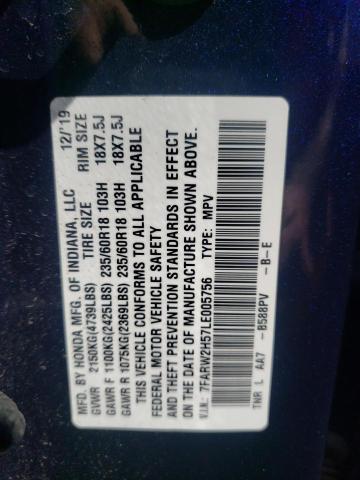 MFD. BY HONDA MFG. OF INDIANA, LLC 12/'19
GVWR 2150KG(4739LBS) TIRE SIZE RIM SIZE
GAWR F 1100KG(2425LBS) 235/60R18 103H 18X7.5J
GAWR R 1075KG(2369LBS) 235/60R18 103H 18X7.5J
THIS VEHICLE CONFORMS TO ALL APPLICABLE
FEDERAL MOTOR VEHICLE SAFETY
AND THEFT PREVENTION STANDARDS IN EFFECT
ON THE DATE OF MANUFACTURE SHOWN ABOVE.
V.I.N.: 7FARW2H57LE005756 TYPE: MPV
TNR L AA7 -B588PV -B-E